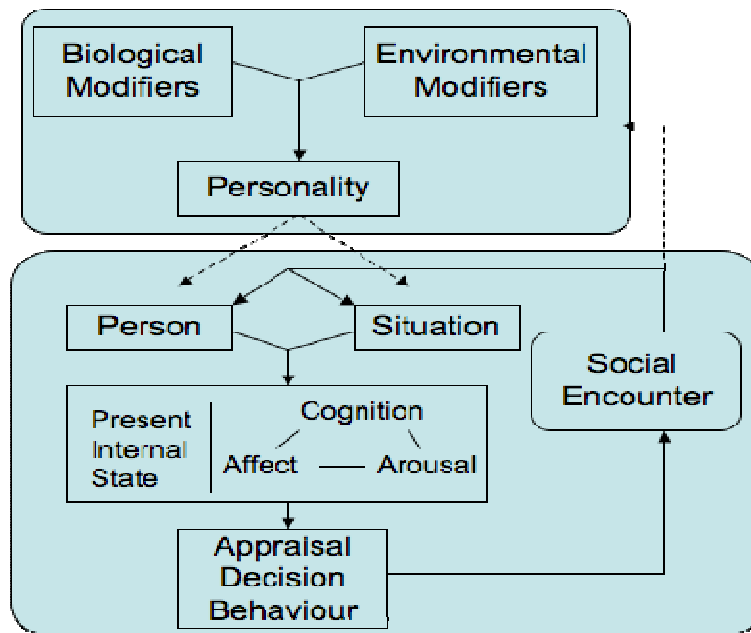 Biological
Modifiers
Environmental
Modifiers
Personality
Person
Situation
Social
Encounter
Present
Internal
State
Cognition
Affect
Arousal
Appraisal
Decision
Behaviour